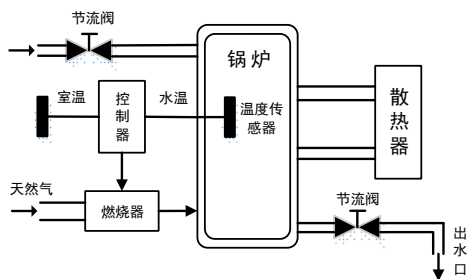 节流阀
锅炉
室温
控制器
水温
温度传
感器
散热器
天然气
燃烧器
节流阀
出水口